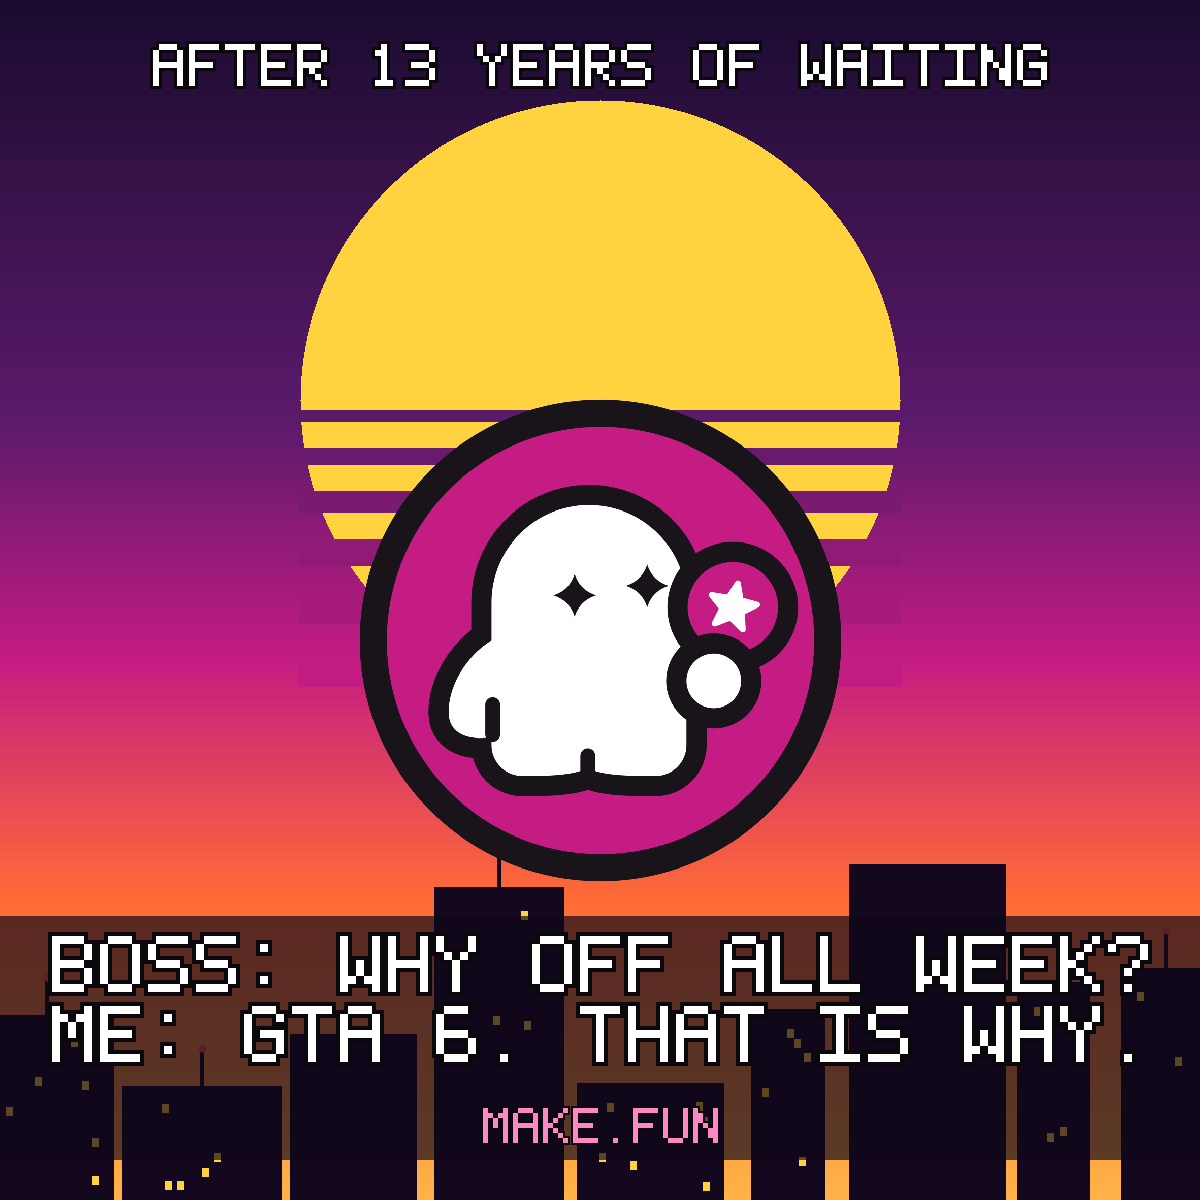 AFTER 13 YEARS OF WAITING
BOSS: WHY OFF ALL WEEK?
ME: GTA 6. THAT IS WHY.
MAKE.FUN